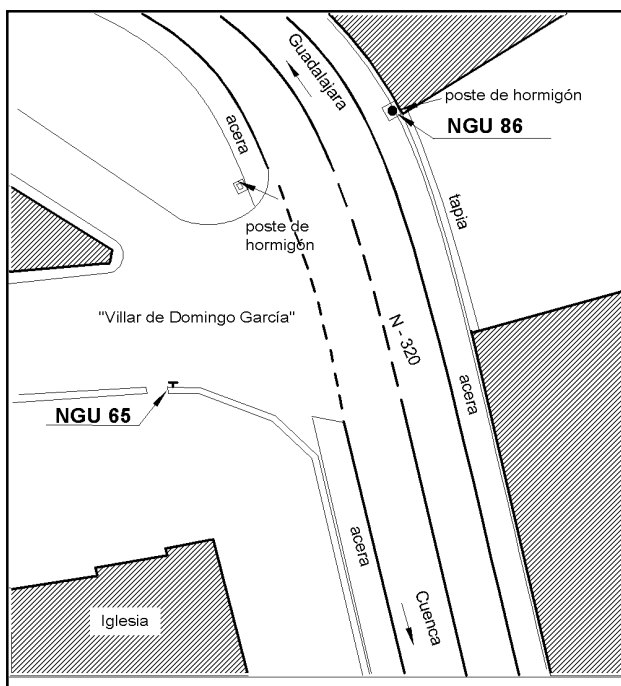 Guadalajara
poste de hormigón
NGU 86
acera
tapia
poste de
hormigón
"Villar de Domingo García"
N - 320
acera
NGU 65
acera
Cuenca
Iglesia